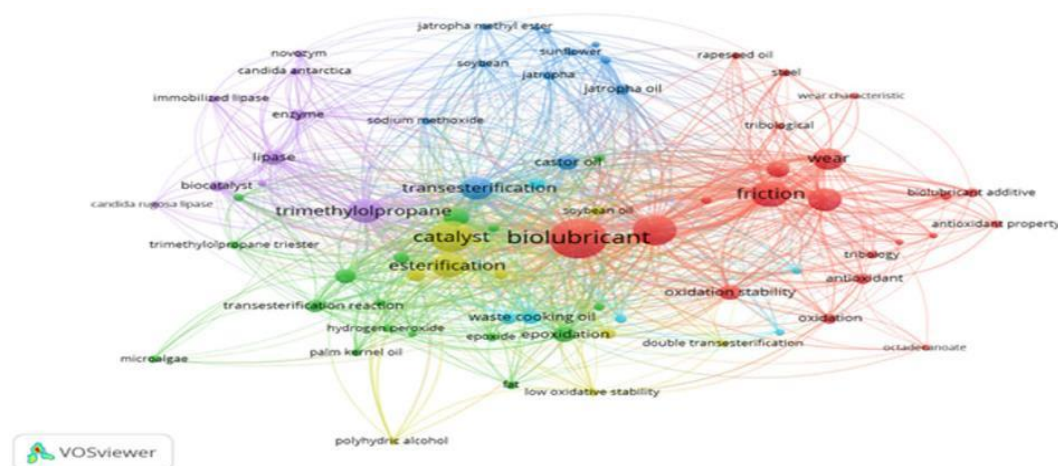 jatropha methyl ester
sunflower
novozym
rapeseed oil
soybean
candida antarctica
steel
jatropha
jatropha oil
immobilized lipase
wear characteristic
enzyme
sodium methoxide
tribological
lipase
castor oil
wear
biocatalyst
transesterification
friction
biolubricant additive
candida rugosa lipase
trimethylolpropane
soybean oil
antioxidant property
catalyst
biolubricant
trimethylolpropane triester
tribology
esterification
antioxidant
oxidation stability
transesterification reaction
waste cooking oil
oxidation
hydrogen peroxide
epoxide
epoxidation
double transesterification
octadecanoate
palm kernel oil
microalgae
fat
low oxidative stability
polyhydric alcohol
VOSviewer